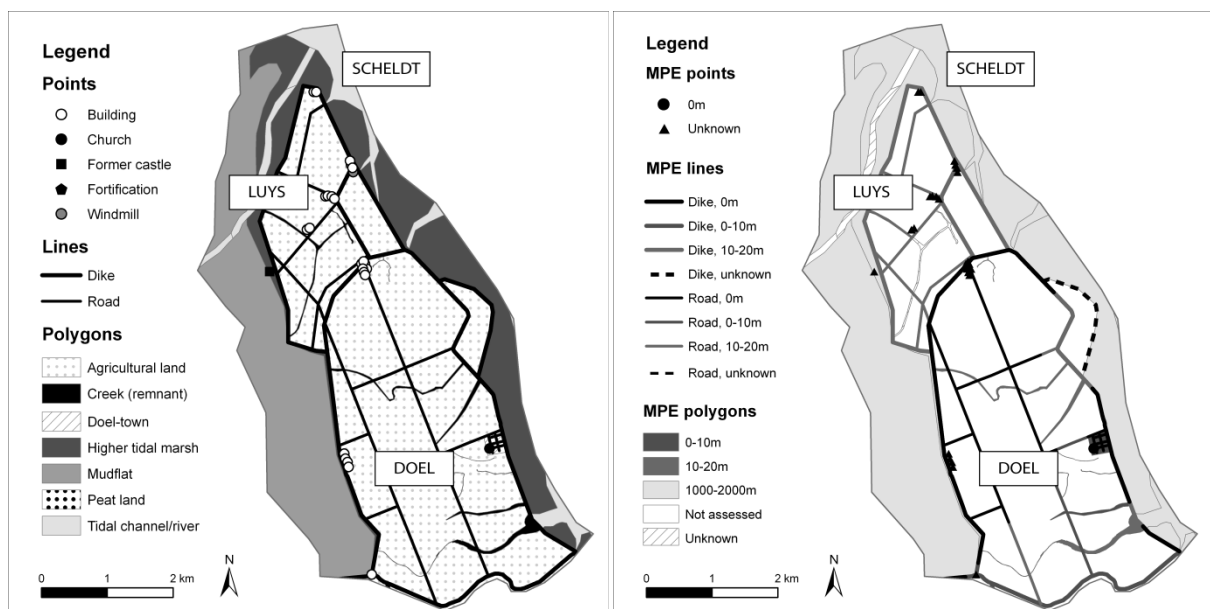 Legend
Points
Building
Church
Former castle
Fortification
Windmill
Lines
Dike
Road
Polygons
Agricultural land
Creek (remnant)
Doel-town
Higher tidal marsh
Mudflat
Peat land
Tidal channel/river
0 1 2 km
N
SCHELDT
LUYS
DOEL
Legend
MPE points
0m
Unknown
MPE lines
Dike, 0m
Dike, 0-10m
Dike, 10-20m
Dike, unknown
Road, 0m
Road, 0-10m
Road, 10-20m
Road, unknown
MPE polygons
0-10m
10-20m
1000-2000m
Not assessed
Unknown
0 1 2 km
N
SCHELDT
LUYS
DOEL